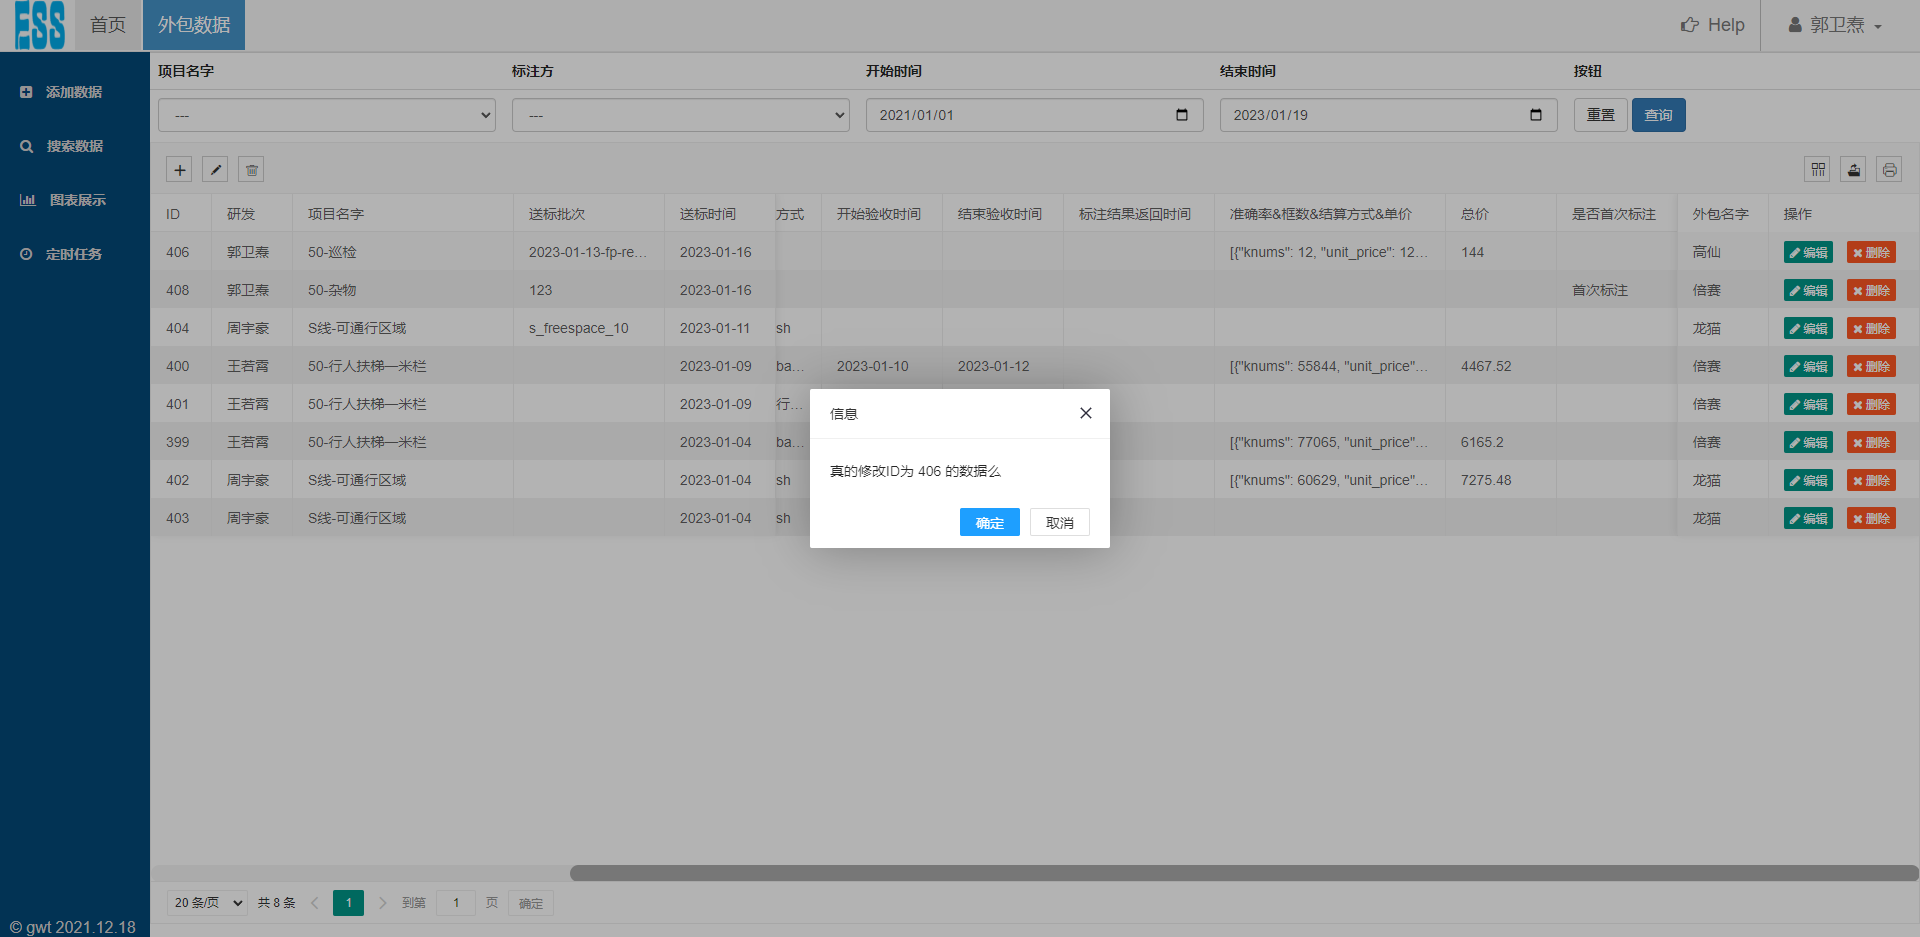 ESS 首页 外包数据 Help 郭卫焘
添加数据
搜索数据
图表展示
定时任务
© gwt 2021.12.18
项目名字 标注方 开始时间 结束时间 按钮
--- --- 2021/01/01 2023/01/19 重置 查询
ID 研发 项目名字 送标批次 送标时间 方式 开始验收时间 结束验收时间 标注结果返回时间 准确率&框数&结算方式&单价 总价 是否首次标注 外包名字 操作
406 郭卫焘 50-巡检 2023-01-13-fp-re... 2023-01-16 [{"knums": 12, "unit_price": 12... 144 高仙 编辑 删除
408 郭卫焘 50-杂物 123 2023-01-16 首次标注 倍赛 编辑 删除
404 周宇豪 S线-可通行区域 s_freespace_10 2023-01-11 sh 龙猫 编辑 删除
400 王若霄 50-行人扶梯—米栏 2023-01-09 ba... 2023-01-10 2023-01-12 [{"knums": 55844, "unit_price"... 4467.52 倍赛 编辑 删除
401 王若霄 50-行人扶梯—米栏 2023-01-09 行... 倍赛 编辑 删除
399 王若霄 50-行人扶梯—米栏 2023-01-04 ba... [{"knums": 77065, "unit_price"... 6165.2 倍赛 编辑 删除
402 周宇豪 S线-可通行区域 2023-01-04 sh [{"knums": 60629, "unit_price"... 7275.48 龙猫 编辑 删除
403 周宇豪 S线-可通行区域 2023-01-04 sh 龙猫 编辑 删除
信息
真的修改ID为 406 的数据么
确定 取消
20 条/页 共 8 条 1 到第 1 页 确定